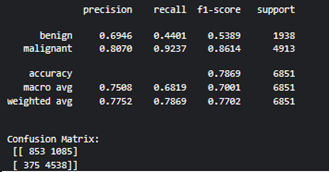 precision recall f1-score support
benign 0.6946 0.4401 0.5389 1938
malignant 0.8070 0.9237 0.8614 4913
accuracy 0.7869 6851
macro avg 0.7508 0.6819 0.7001 6851
weighted avg 0.7752 0.7869 0.7702 6851
Confusion Matrix:
[[ 853 1085]
[ 375 4538]]